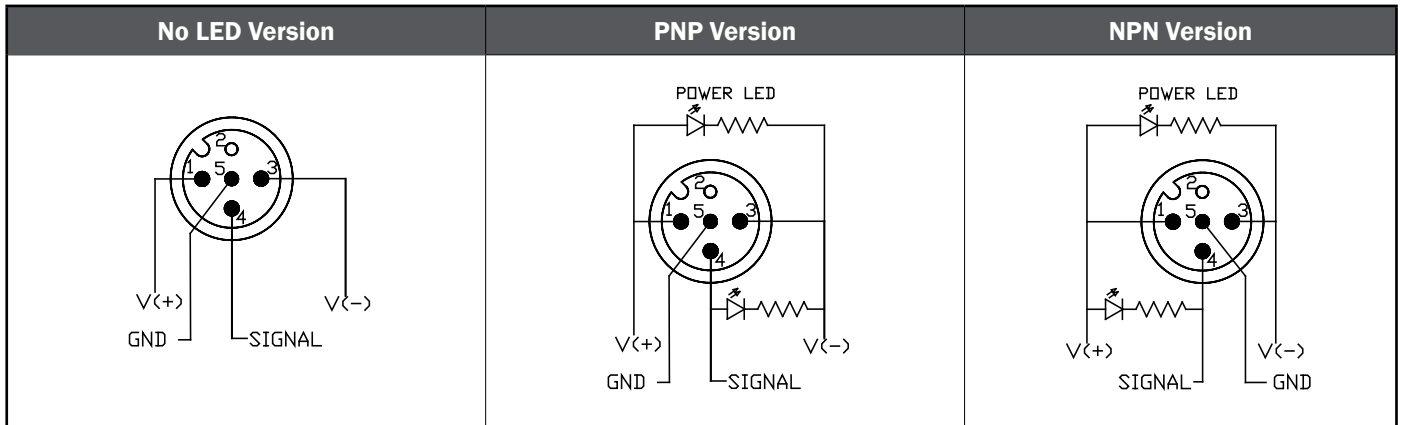 No LED Version
2
1 5 3
4
V(+) V(-)
GND SIGNAL
PNP Version
POWER LED
2
1 5 3
4
V(+) V(-)
GND SIGNAL
NPN Version
POWER LED
2
1 5 3
4
V(+) V(-)
SIGNAL GND